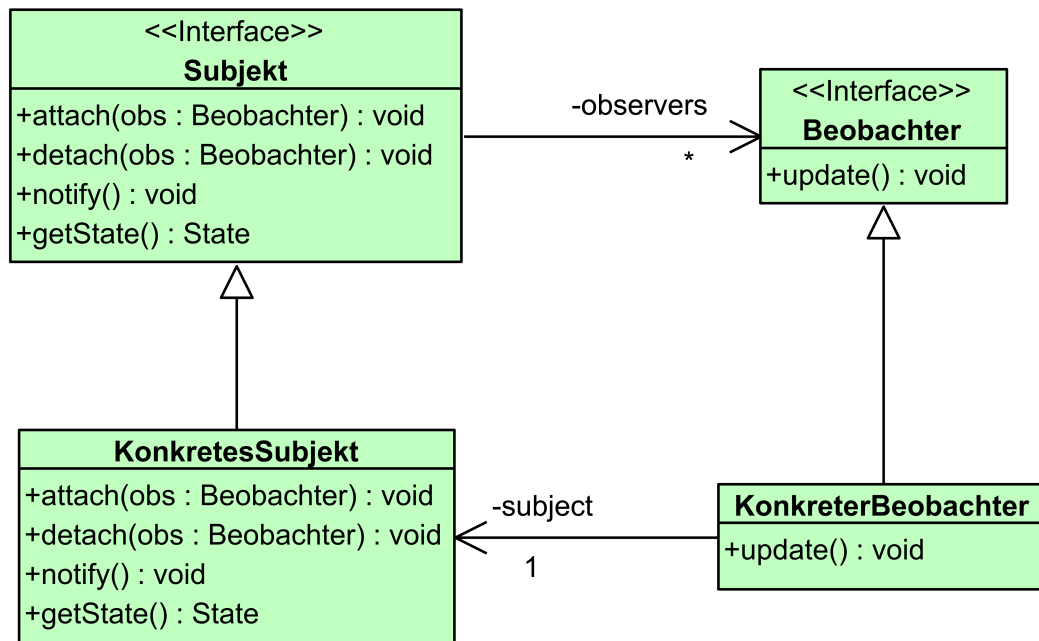 <<Interface>>
Subjekt
+attach(obs : Beobachter) : void
+detach(obs : Beobachter) : void
+notify() : void
+getState() : State
-observers
*
<<Interface>>
Beobachter
+update() : void
KonkretesSubjekt
+attach(obs : Beobachter) : void
+detach(obs : Beobachter) : void
+notify() : void
+getState() : State
-subject
1
KonkreterBeobachter
+update() : void